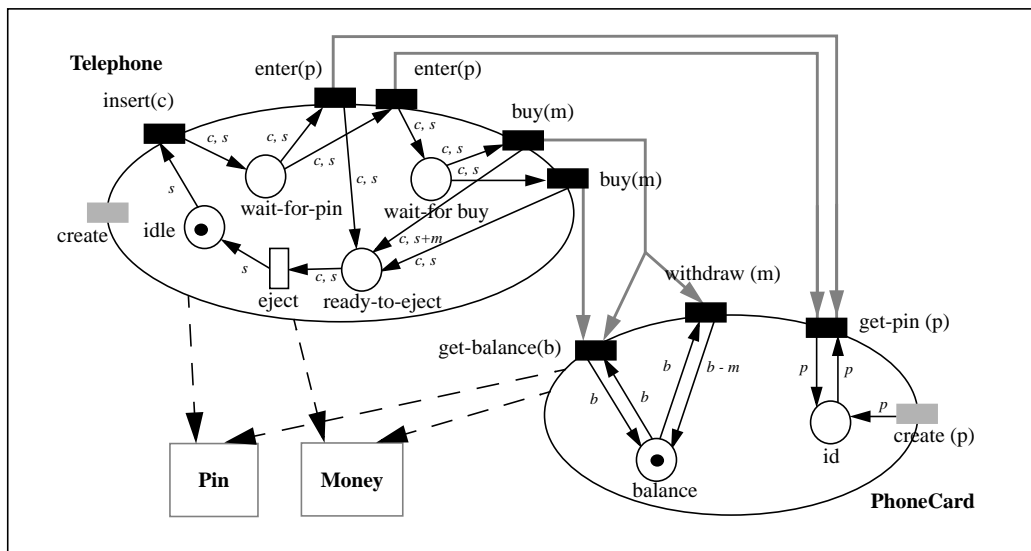 Telephone
enter(p)
enter(p)
insert(c)
buy(m)
c, s
c, s
c, s
c, s
c, s
c, s
c, s
buy(m)
s
wait-for-pin
wait-for buy
create
idle
c, s+m
s
c, s
c, s
eject
ready-to-eject
withdraw (m)
get-balance(b)
get-pin (p)
b
b - m
p
p
b
b
p
create (p)
id
Pin
Money
balance
PhoneCard